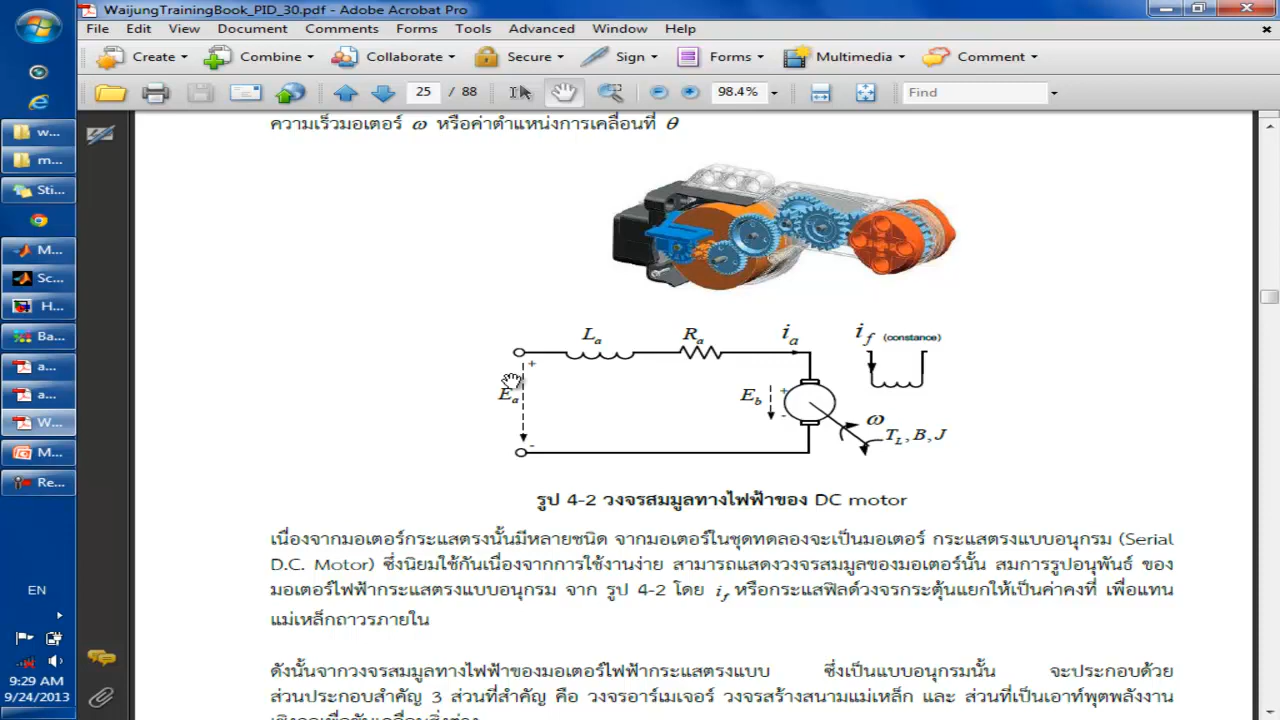 WaijungTrainingBook_PID_30.pdf - Adobe Acrobat Pro
File Edit View Document Comments Forms Tools Advanced Window Help
Create Combine Collaborate Secure Sign Forms Multimedia Comment
25 / 88 98.4% Find
w...
m...
Sti...
M...
Sc...
H...
Ba...
a...
a...
W...
M...
Re...
EN
9:29 AM
9/24/2013
ความเร็วมอเตอร์ ω หรือค่าตำแหน่งการเคลื่อนที่ θ
La Ra ia if (constance)
+
Ea Eb + ω
- TL, B, J
-
รูป 4-2 วงจรสมมูลทางไฟฟ้าของ DC motor
เนื่องจากมอเตอร์กระแสตรงนั้นมีหลายชนิด จากมอเตอร์ในชุดทดลองจะเป็นมอเตอร์ กระแสตรงแบบอนุกรม (Serial
D.C. Motor) ซึ่งนิยมใช้กันเนื่องจากการใช้งานง่าย สามารถแสดงวงจรสมมูลของมอเตอร์นั้น สมการรูปอนุพันธ์ ของ
มอเตอร์ไฟฟ้ากระแสตรงแบบอนุกรม จาก รูป 4-2 โดย if หรือกระแสฟิลด์วงจรกระตุ้นแยกให้เป็นค่าคงที่ เพื่อแทน
แม่เหล็กถาวรภายใน
ดังนั้นจากวงจรสมมูลทางไฟฟ้าของมอเตอร์ไฟฟ้ากระแสตรงแบบ ซึ่งเป็นแบบอนุกรมนั้น จะประกอบด้วย
ส่วนประกอบสำคัญ 3 ส่วนที่สำคัญ คือ วงจรอาร์เมเจอร์ วงจรสร้างสนามแม่เหล็ก และ ส่วนที่เป็นเอาท์พุตพลังงาน